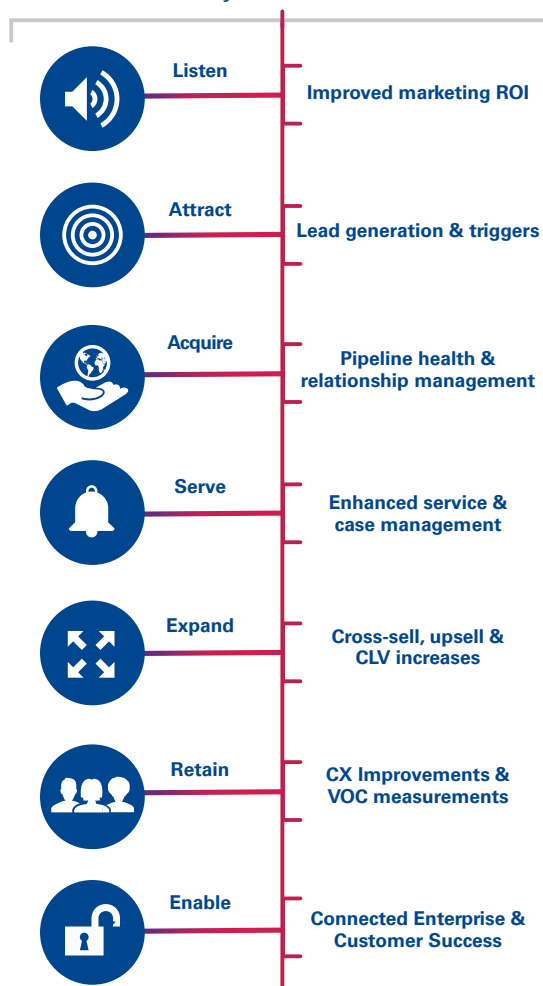 Listen
Improved marketing ROI
Attract
Lead generation & triggers
Acquire
Pipeline health &
relationship management
Serve
Enhanced service &
case management
Expand
Cross-sell, upsell &
CLV increases
Retain
CX Improvements &
VOC measurements
Enable
Connected Enterprise &
Customer Success